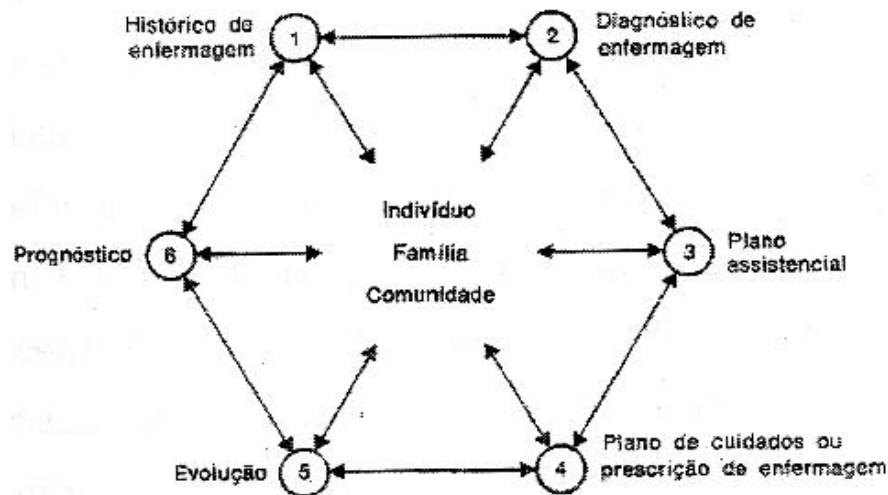 Histórico de
enfermagem
1
2
Diagnóstico de
enfermagem
Indivíduo
Família
Comunidade
Prognóstico
6
3
Plano
assistencial
Evolução
5
4
Plano de cuidados ou
prescrição de enfermagem